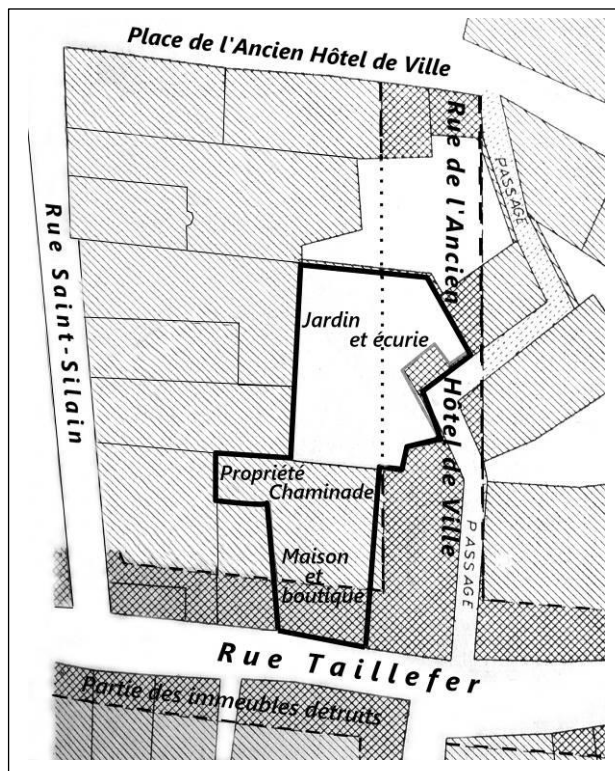 Place de l'Ancien Hôtel de Ville
Rue de l'Ancien Hôtel de Ville
PASSAGE
Rue Saint-Silain
Jardin
et écurie
Propriété
Chaminade
Maison
et
boutique
PASSAGE
Rue Taillefer
Partie des immeubles détruits